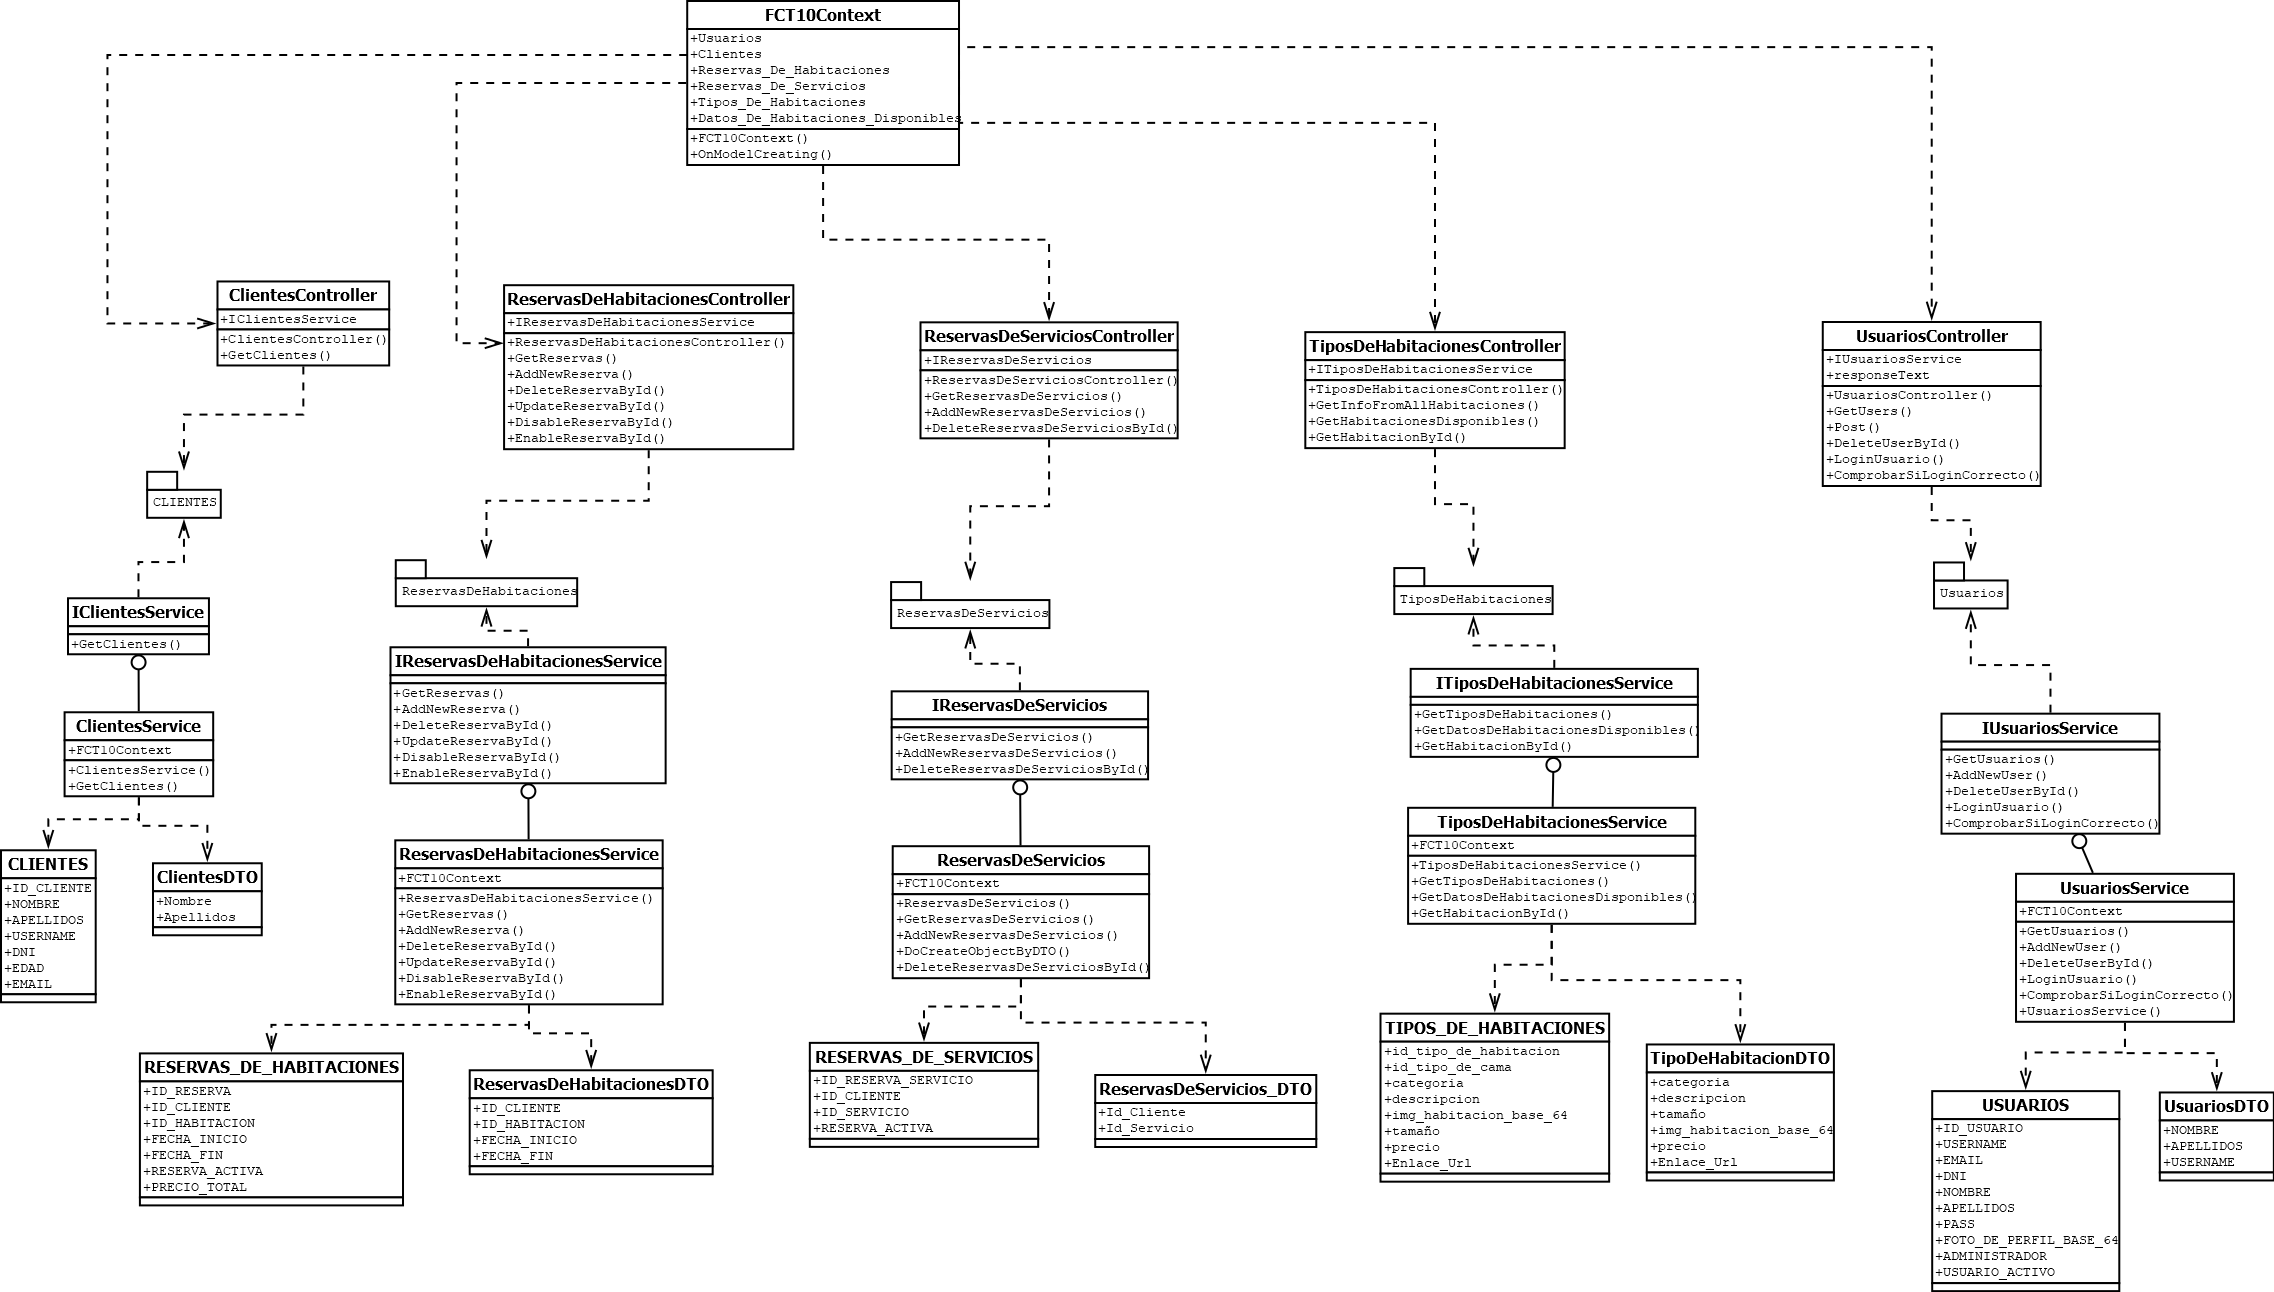 FCT10Context
+Usuarios
+Clientes
+Reservas_De_Habitaciones
+Reservas_De_Servicios
+Tipos_De_Habitaciones
+Datos_De_Habitaciones_Disponibles
+FCT10Context()
+OnModelCreating()
ClientesController
+IClientesService
+ClientesController()
+GetClientes()
ReservasDeHabitacionesController
+IReservasDeHabitacionesService
+ReservasDeHabitacionesController()
+GetReservas()
+AddNewReserva()
+DeleteReservaById()
+UpdateReservaById()
+DisableReservaById()
+EnableReservaById()
ReservasDeServiciosController
+IReservasDeServicios
+ReservasDeServiciosController()
+GetReservasDeServicios()
+AddNewReservasDeServicios()
+DeleteReservasDeServiciosById()
TiposDeHabitacionesController
+ITiposDeHabitacionesService
+TiposDeHabitacionesController()
+GetInfoFromAllHabitaciones()
+GetHabitacionesDisponibles()
+GetHabitacionById()
UsuariosController
+IUsuariosService
+responseText
+UsuariosController()
+GetUsers()
+Post()
+DeleteUserById()
+LoginUsuario()
+ComprobarSiLoginCorrecto()
CLIENTES
ReservasDeHabitaciones
ReservasDeServicios
TiposDeHabitaciones
Usuarios
IClientesService
+GetClientes()
IReservasDeHabitacionesService
+GetReservas()
+AddNewReserva()
+DeleteReservaById()
+UpdateReservaById()
+DisableReservaById()
+EnableReservaById()
IReservasDeServicios
+GetReservasDeServicios()
+AddNewReservasDeServicios()
+DeleteReservasDeServiciosById()
ITiposDeHabitacionesService
+GetTiposDeHabitaciones()
+GetDatosDeHabitacionesDisponibles()
+GetHabitacionById()
IUsuariosService
+GetUsuarios()
+AddNewUser()
+DeleteUserById()
+LoginUsuario()
+ComprobarSiLoginCorrecto()
ClientesService
+FCT10Context
+ClientesService()
+GetClientes()
ReservasDeHabitacionesService
+FCT10Context
+ReservasDeHabitacionesService()
+GetReservas()
+AddNewReserva()
+DeleteReservaById()
+UpdateReservaById()
+DisableReservaById()
+EnableReservaById()
ReservasDeServicios
+FCT10Context
+ReservasDeServicios()
+GetReservasDeServicios()
+AddNewReservasDeServicios()
+DoCreateObjectByDTO()
+DeleteReservasDeServiciosById()
TiposDeHabitacionesService
+FCT10Context
+TiposDeHabitacionesService()
+GetTiposDeHabitaciones()
+GetDatosDeHabitacionesDisponibles()
+GetHabitacionById()
UsuariosService
+FCT10Context
+GetUsuarios()
+AddNewUser()
+DeleteUserById()
+LoginUsuario()
+ComprobarSiLoginCorrecto()
+UsuariosService()
CLIENTES
+ID_CLIENTE
+NOMBRE
+APELLIDOS
+USERNAME
+DNI
+EDAD
+EMAIL
ClientesDTO
+Nombre
+Apellidos
RESERVAS_DE_HABITACIONES
+ID_RESERVA
+ID_CLIENTE
+ID_HABITACION
+FECHA_INICIO
+FECHA_FIN
+RESERVA_ACTIVA
+PRECIO_TOTAL
ReservasDeHabitacionesDTO
+ID_CLIENTE
+ID_HABITACION
+FECHA_INICIO
+FECHA_FIN
RESERVAS_DE_SERVICIOS
+ID_RESERVA_SERVICIO
+ID_CLIENTE
+ID_SERVICIO
+RESERVA_ACTIVA
ReservasDeServicios_DTO
+Id_Cliente
+Id_Servicio
TIPOS_DE_HABITACIONES
+id_tipo_de_habitacion
+id_tipo_de_cama
+categoria
+descripcion
+img_habitacion_base_64
+tamaño
+precio
+Enlace_Url
TipoDeHabitacionDTO
+categoria
+descripcion
+tamaño
+img_habitacion_base_64
+precio
+Enlace_Url
USUARIOS
+ID_USUARIO
+USERNAME
+EMAIL
+DNI
+NOMBRE
+APELLIDOS
+PASS
+FOTO_DE_PERFIL_BASE_64
+ADMINISTRADOR
+USUARIO_ACTIVO
UsuariosDTO
+NOMBRE
+APELLIDOS
+USERNAME